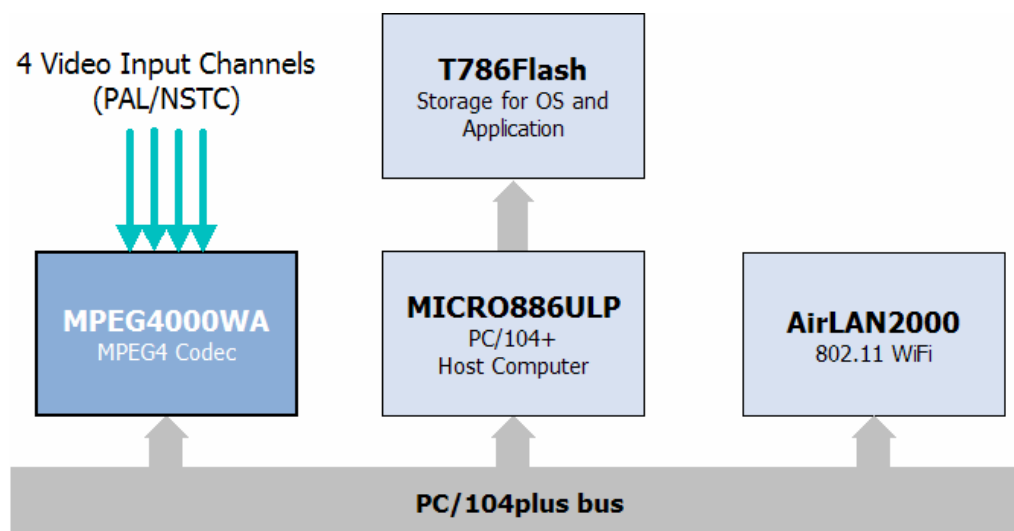 4 Video Input Channels
(PAL/NSTC)
T786Flash
Storage for OS and
Application
MPEG4000WA
MPEG4 Codec
MICRO886ULP
PC/104+
Host Computer
AirLAN2000
802.11 WiFi
PC/104plus bus